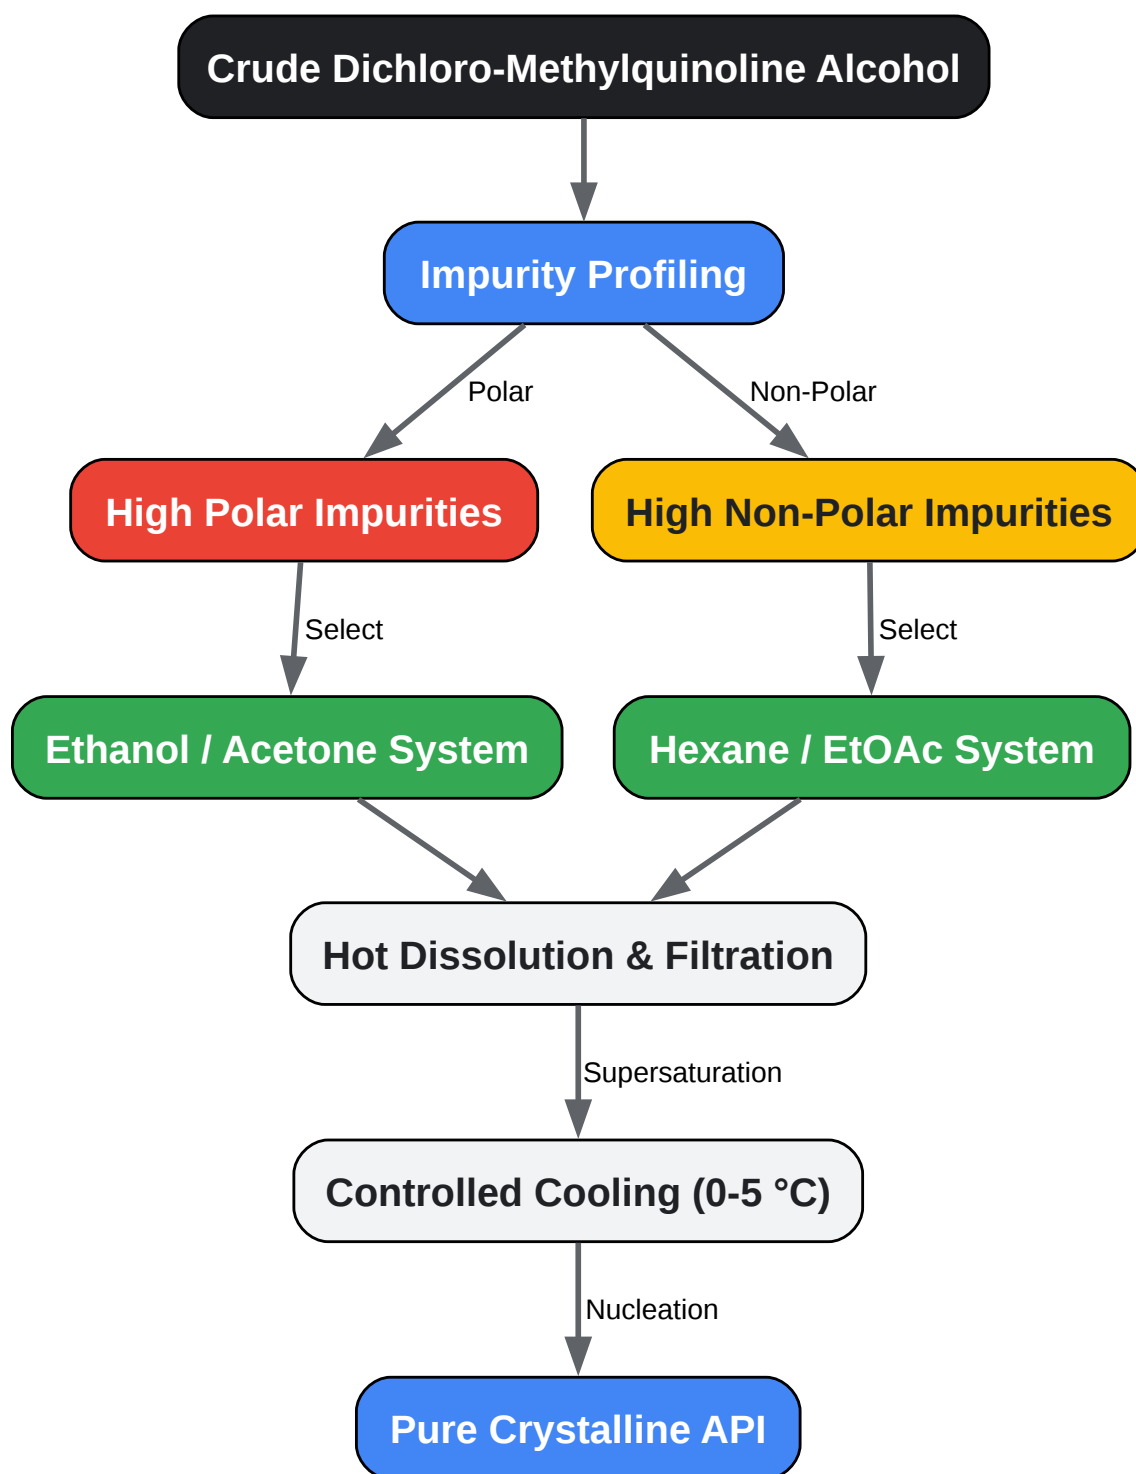 Crude Dichloro-Methylquinoline Alcohol
Impurity Profiling
Polar
Non-Polar
High Polar Impurities
High Non-Polar Impurities
Select
Select
Ethanol / Acetone System
Hexane / EtOAc System
Hot Dissolution & Filtration
Supersaturation
Controlled Cooling (0-5 °C)
Nucleation
Pure Crystalline API